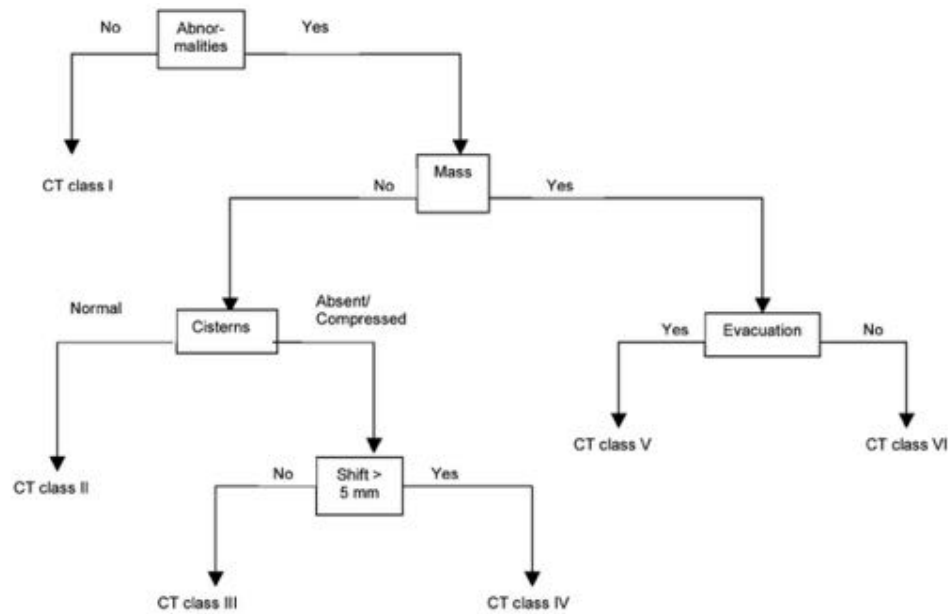 No
Abnor-
malities
Yes
CT class I
Mass
No
Yes
Normal
Cisterns
Absent/
Compressed
Yes
Evacuation
No
CT class II
No
Shift >
5 mm
Yes
CT class V
CT class VI
CT class III
CT class IV